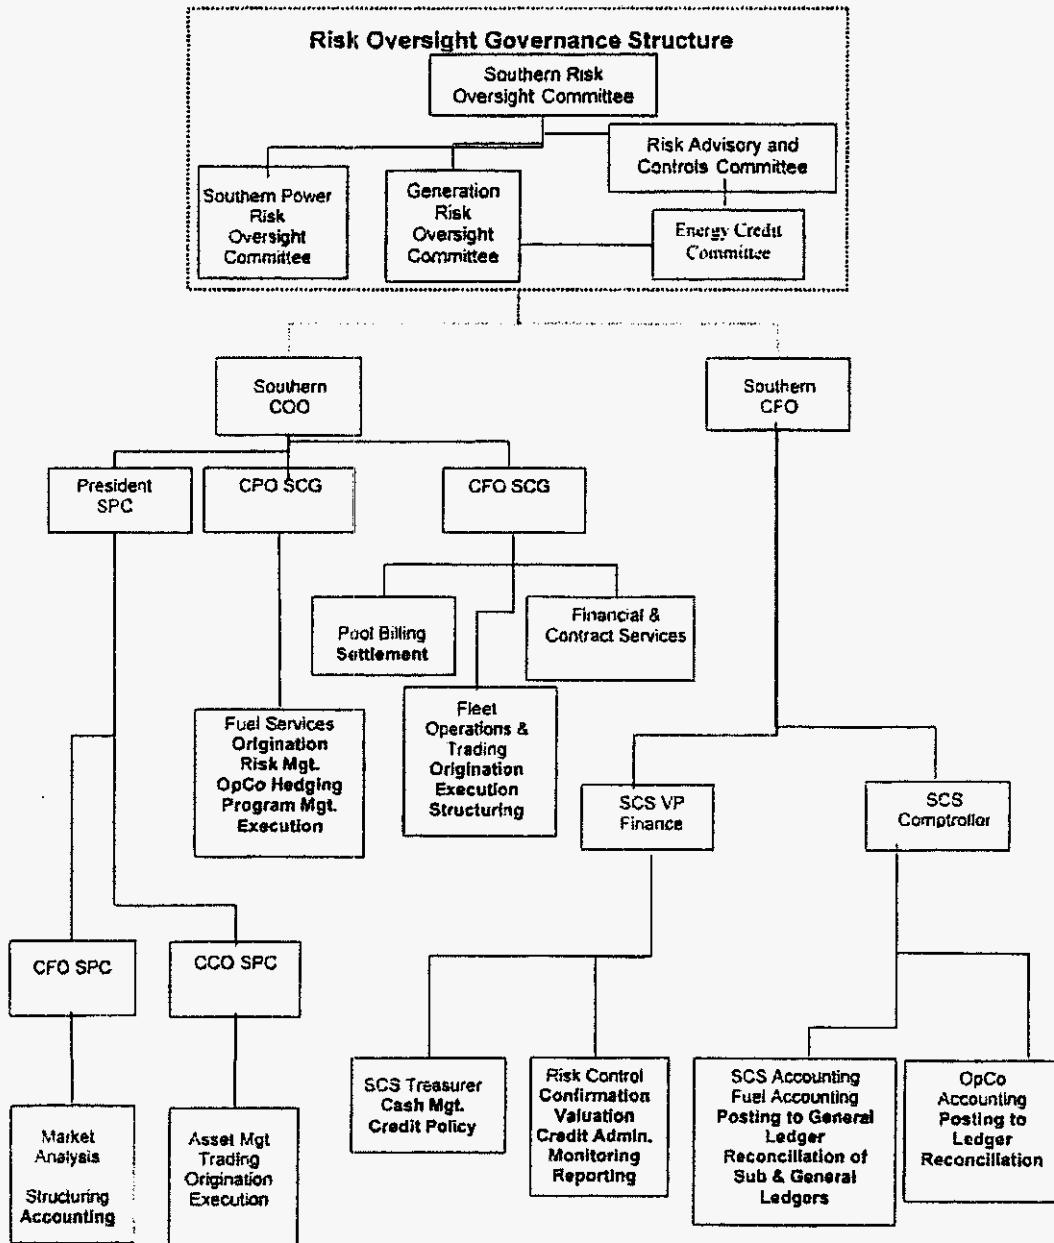 Risk Oversight Governance Structure
Southern Risk
Oversight Committee
Risk Advisory and
Controls Committee
Southern Power
Risk
Oversight
Committee
Generation
Risk
Oversight
Committee
Energy Credit
Committee
Southern
COO
Southern
CFO
President
SPC
CPO SCG
CFO SCG
Pool Billing
Settlement
Financial &
Contract Services
Fuel Services
Origination
Risk Mgt.
OpCo Hedging
Program Mgt.
Execution
Fleet
Operations &
Trading
Origination
Execution
Structuring
SCS VP
Finance
SCS
Comptroller
CFO SPC
CCO SPC
SCS Treasurer
Cash Mgt.
Credit Policy
Risk Control
Confirmation
Valuation
Credit Admin.
Monitoring
Reporting
SCS Accounting
Fuel Accounting
Posting to General
Ledger
Reconciliation of
Sub & General
Ledgers
OpCo
Accounting
Posting to
Ledger
Reconciliation
Market
Analysis
Structuring
Accounting
Asset Mgt
Trading
Origination
Execution